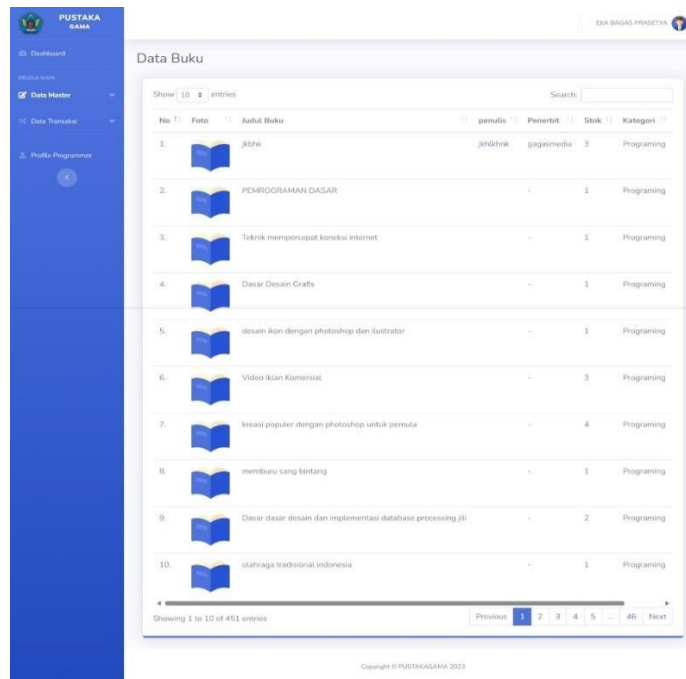 PUSTAKA
GAMA
EKA BAGAS PRASETYA
Dashboard
KELOLA DATA
Data Master
Data Transaksi
Profile Programmer
Data Buku
Show 10 entries
Search:
No Foto Judul Buku penulis Penerbit Stok Kategori
1. jkbhk jkhlkhnk gagasmedia 3 Programing
2. PEMROGRAMAN DASAR - 1 Programing
3. Teknik mempercepat koneksi internet - 1 Programing
4. Dasar Desain Grafis - 1 Programing
5. desain ikon dengan photoshop dan ilustrator - 1 Programing
6. Video Iklan Komersial - 3 Programing
7. kreasi populer dengan photoshop untuk pemula - 4 Programing
8. memburu sang bintang - 1 Programing
9. Dasar dasar desain dan implementasi database processing jili - 2 Programing
10. olahraga tradisional indonesia - 1 Programing
Showing 1 to 10 of 451 entries
Previous 1 2 3 4 5 ... 46 Next
Copyright © PUSTAKAGAMA 2023